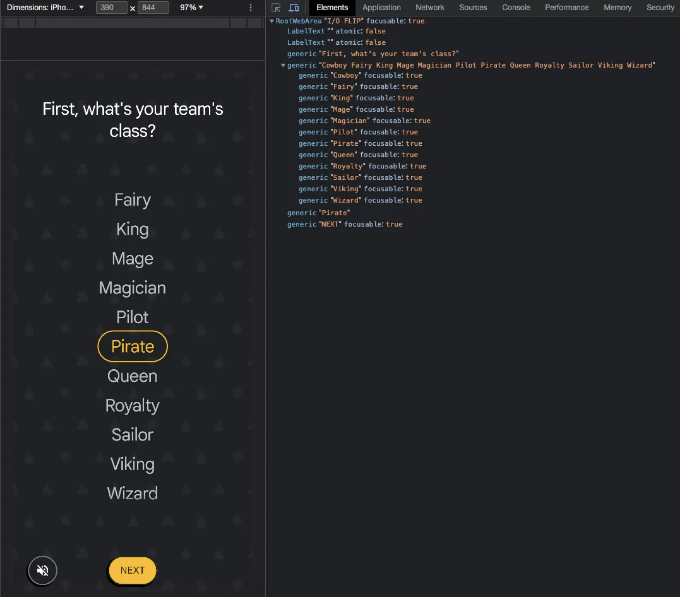 Dimensions: iPho... ▼ 390 x 844 97% ▼
Elements Application Network Sources Console Performance Memory Security
First, what's your team's
class?
Fairy
King
Mage
Magician
Pilot
Pirate
Queen
Royalty
Sailor
Viking
Wizard
NEXT
▼RootWebArea "I/O FLIP" focusable: true
LabelText "" atomic: false
LabelText "" atomic: false
generic "First, what's your team's class?"
▼generic "Cowboy Fairy King Mage Magician Pilot Pirate Queen Royalty Sailor Viking Wizard"
generic "Cowboy" focusable: true
generic "Fairy" focusable: true
generic "King" focusable: true
generic "Mage" focusable: true
generic "Magician" focusable: true
generic "Pilot" focusable: true
generic "Pirate" focusable: true
generic "Queen" focusable: true
generic "Royalty" focusable: true
generic "Sailor" focusable: true
generic "Viking" focusable: true
generic "Wizard" focusable: true
generic "Pirate"
generic "NEXT" focusable: true